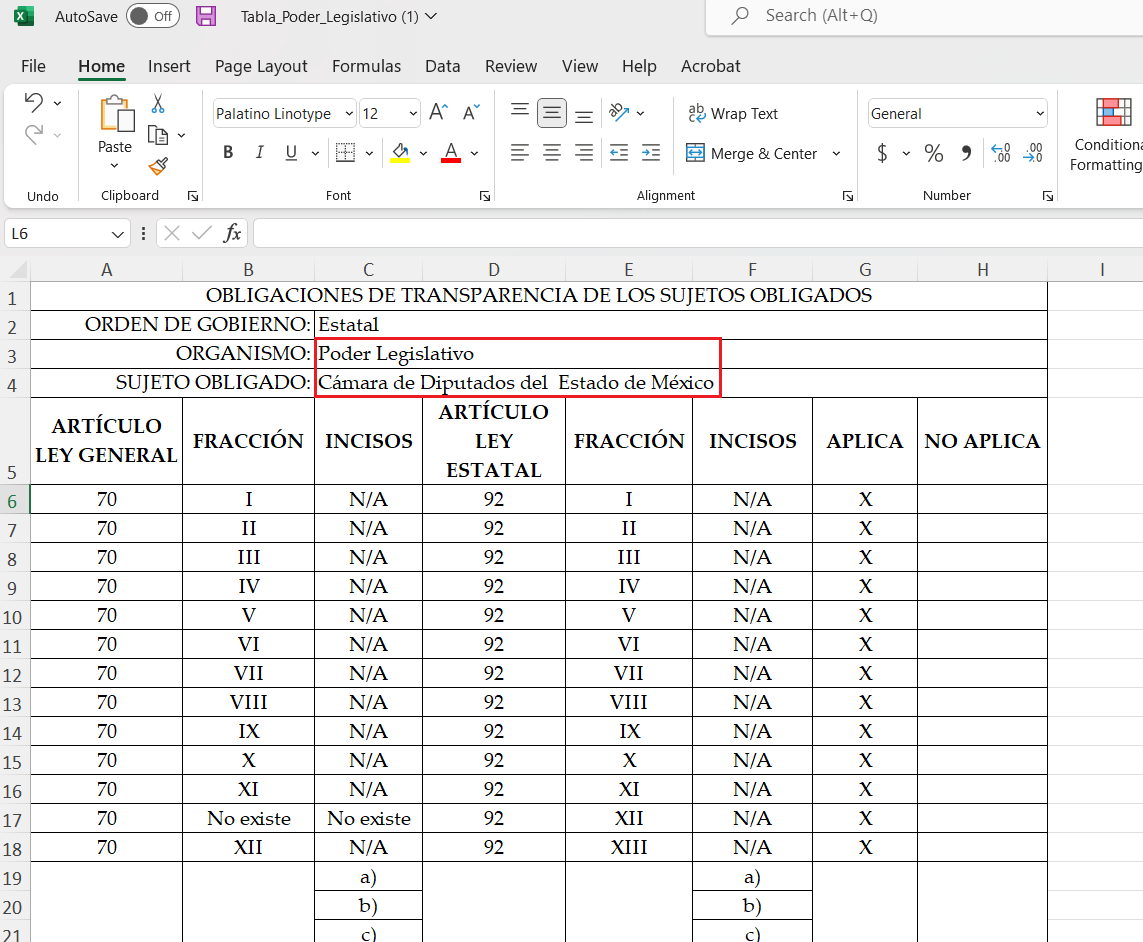 AutoSave Off Tabla_Poder_Legislativo (1) Search (Alt+Q)
File Home Insert Page Layout Formulas Data Review View Help Acrobat
Palatino Linotype 12 Wrap Text General
Paste B I U Merge & Center $ % Conditional Formatting
Undo Clipboard Font Alignment Number
L6 fx
A B C D E F G H I
1 OBLIGACIONES DE TRANSPARENCIA DE LOS SUJETOS OBLIGADOS
2 ORDEN DE GOBIERNO: Estatal
3 ORGANISMO: Poder Legislativo
4 SUJETO OBLIGADO: Cámara de Diputados del Estado de México
5 ARTÍCULO LEY GENERAL FRACCIÓN INCISOS ARTÍCULO LEY ESTATAL FRACCIÓN INCISOS APLICA NO APLICA
6 70 I N/A 92 I N/A X
7 70 II N/A 92 II N/A X
8 70 III N/A 92 III N/A X
9 70 IV N/A 92 IV N/A X
10 70 V N/A 92 V N/A X
11 70 VI N/A 92 VI N/A X
12 70 VII N/A 92 VII N/A X
13 70 VIII N/A 92 VIII N/A X
14 70 IX N/A 92 IX N/A X
15 70 X N/A 92 X N/A X
16 70 XI N/A 92 XI N/A X
17 70 No existe No existe 92 XII N/A X
18 70 XII N/A 92 XIII N/A X
19 a) a)
20 b) b)
21 c) c)